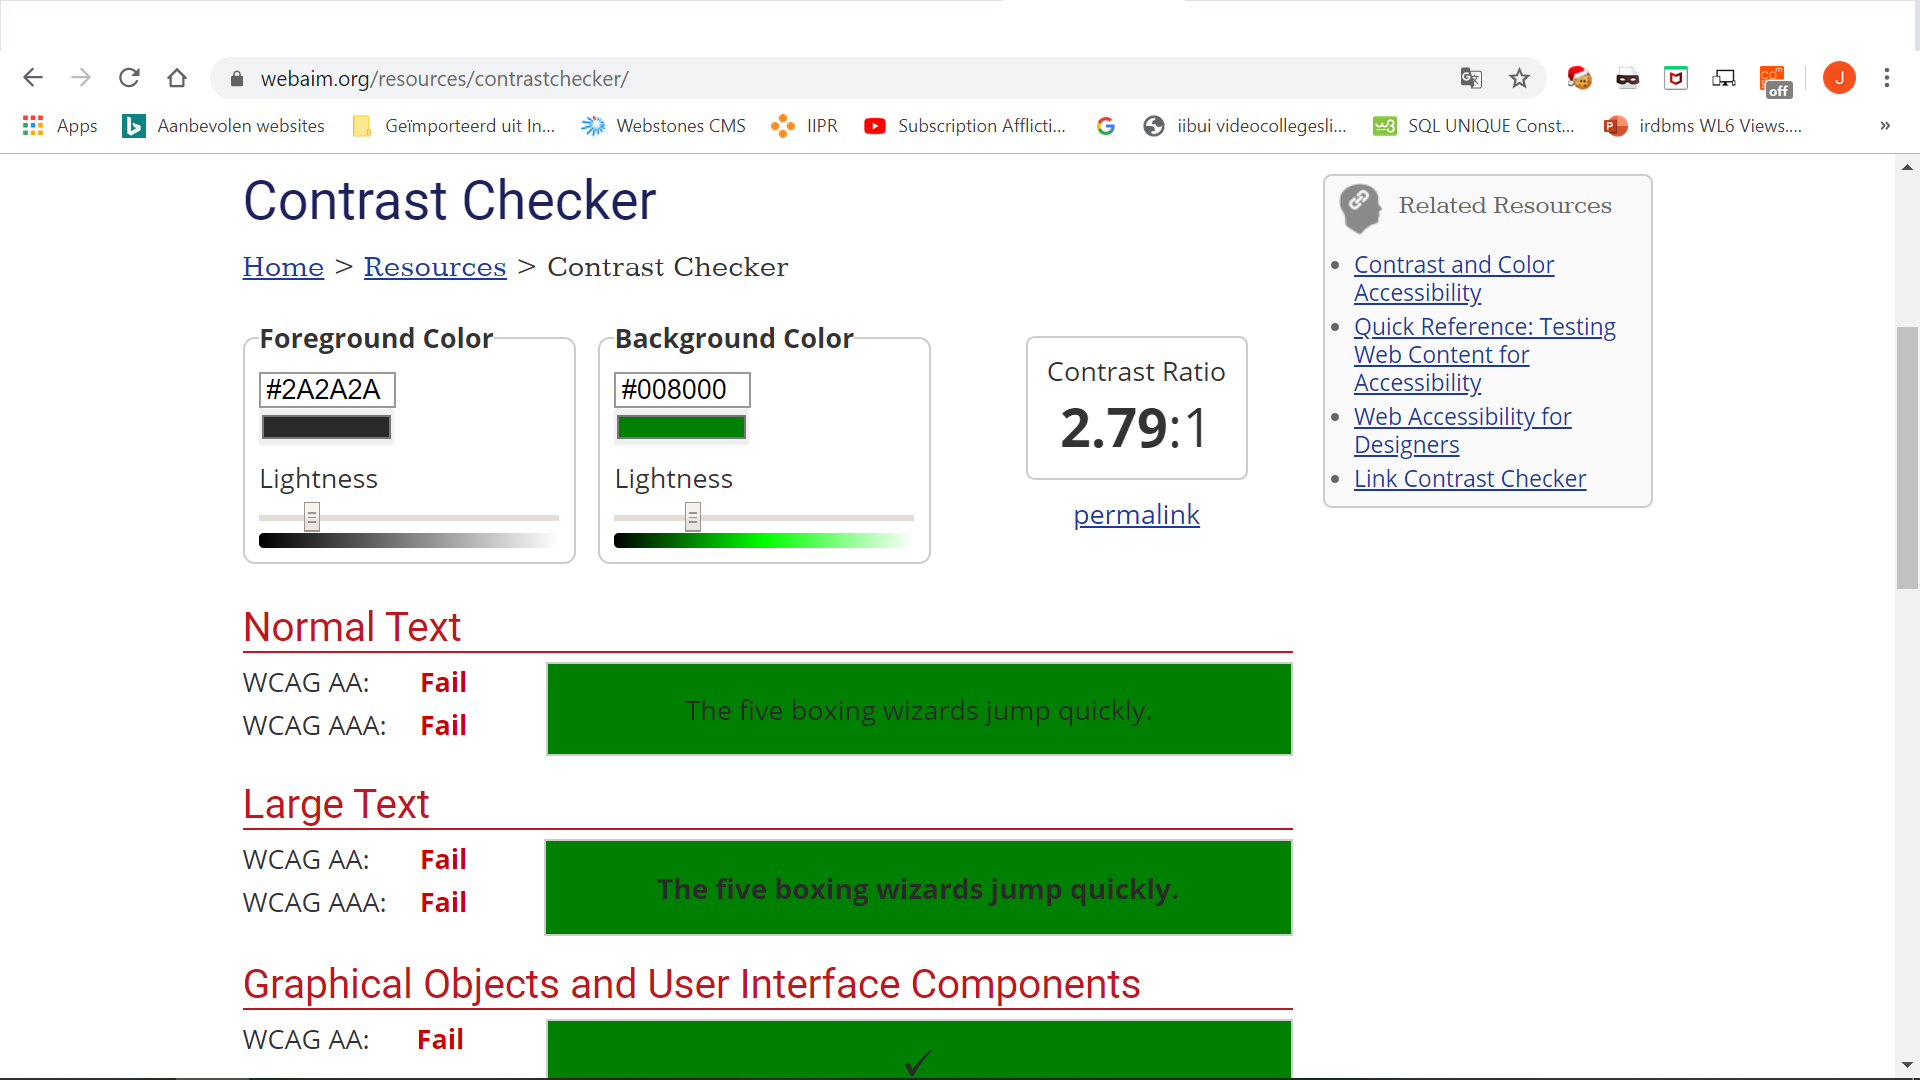 webaim.org/resources/contrastchecker/
J
off
Apps
Aanbevolen websites
Geïmporteerd uit In...
Webstones CMS
IIPR
Subscription Afflicti...
iibui videocollegesli...
SQL UNIQUE Const...
irdbms WL6 Views....
»
Contrast Checker
Home > Resources > Contrast Checker
Foreground Color
#2A2A2A
Lightness
Background Color
#008000
Lightness
Contrast Ratio
2.79:1
permalink
Related Resources
Contrast and Color
Accessibility
Quick Reference: Testing
Web Content for
Accessibility
Web Accessibility for
Designers
Link Contrast Checker
Normal Text
WCAG AA: Fail
WCAG AAA: Fail
The five boxing wizards jump quickly.
Large Text
WCAG AA: Fail
WCAG AAA: Fail
The five boxing wizards jump quickly.
Graphical Objects and User Interface Components
WCAG AA: Fail
✓